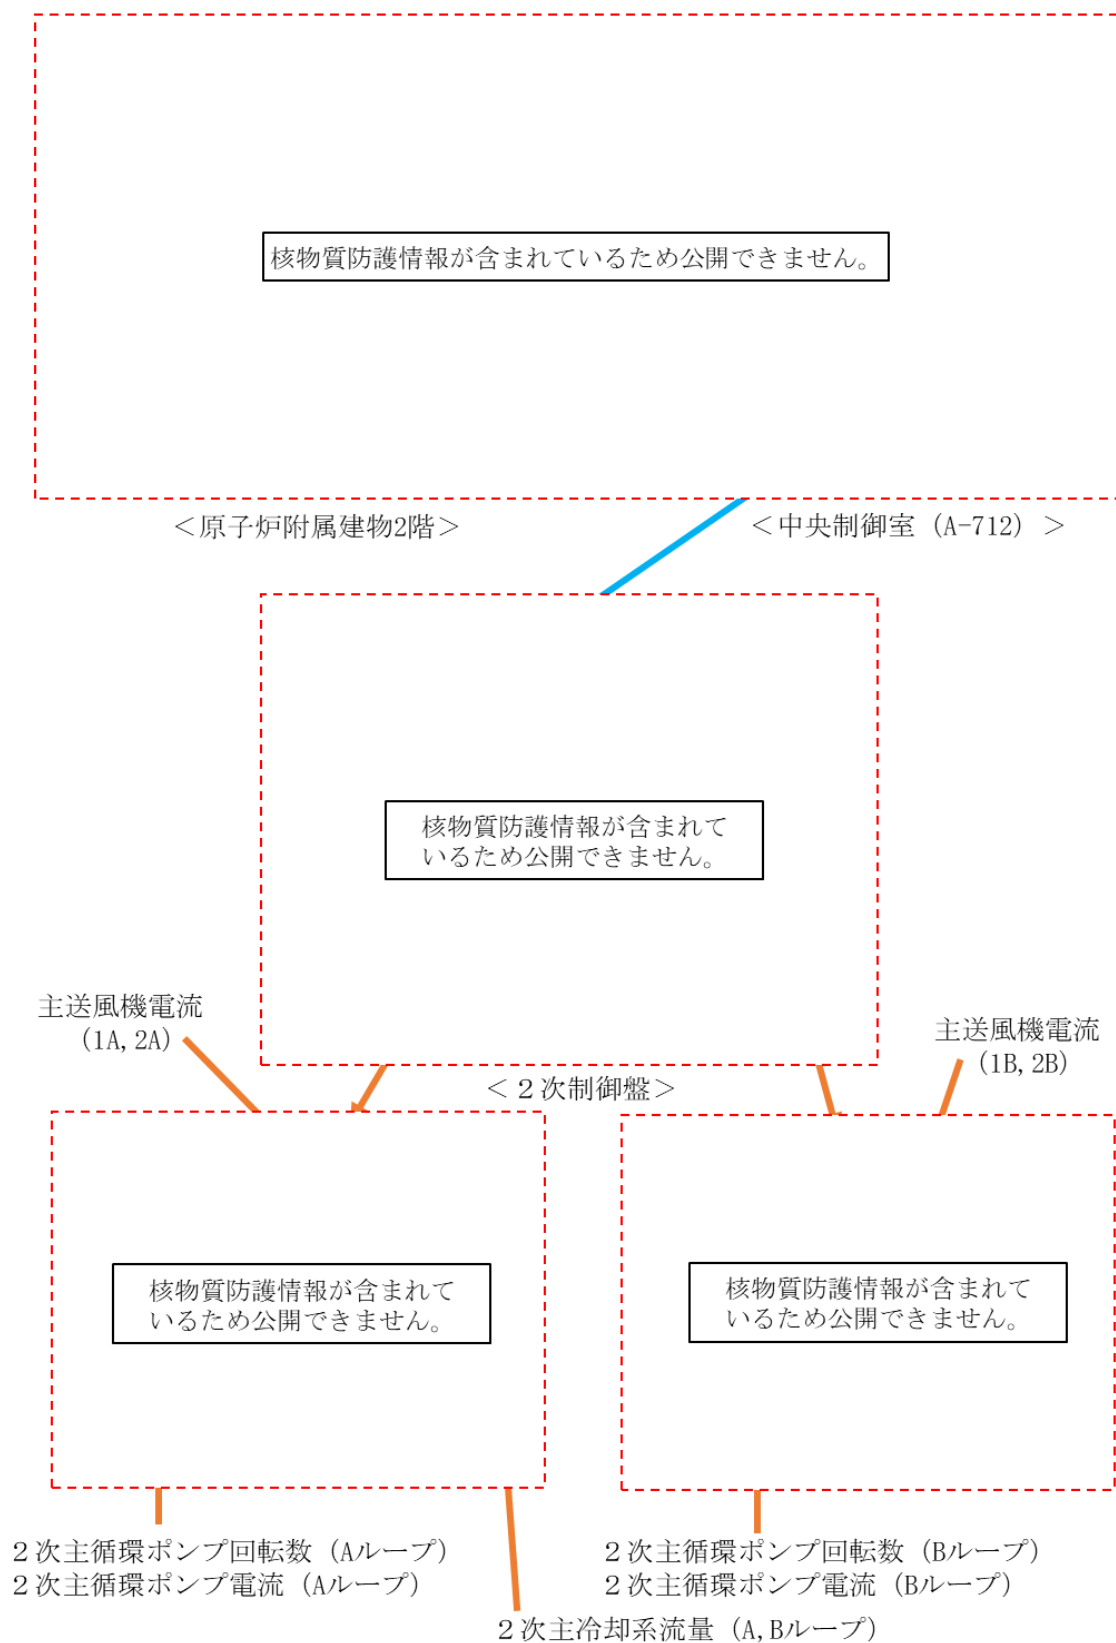 核物質防護情報が含まれているため公開できません。
＜原子炉附属建物2階＞
＜中央制御室（A-712）＞
核物質防護情報が含まれて
いるため公開できません。
主送風機電流
（1A,2A）
主送風機電流
（1B,2B）
＜２次制御盤＞
核物質防護情報が含まれて
いるため公開できません。
核物質防護情報が含まれて
いるため公開できません。
２次主循環ポンプ回転数（Aループ）
２次主循環ポンプ電流（Aループ）
２次主循環ポンプ回転数（Bループ）
２次主循環ポンプ電流（Bループ）
２次主冷却系流量（A,Bループ）